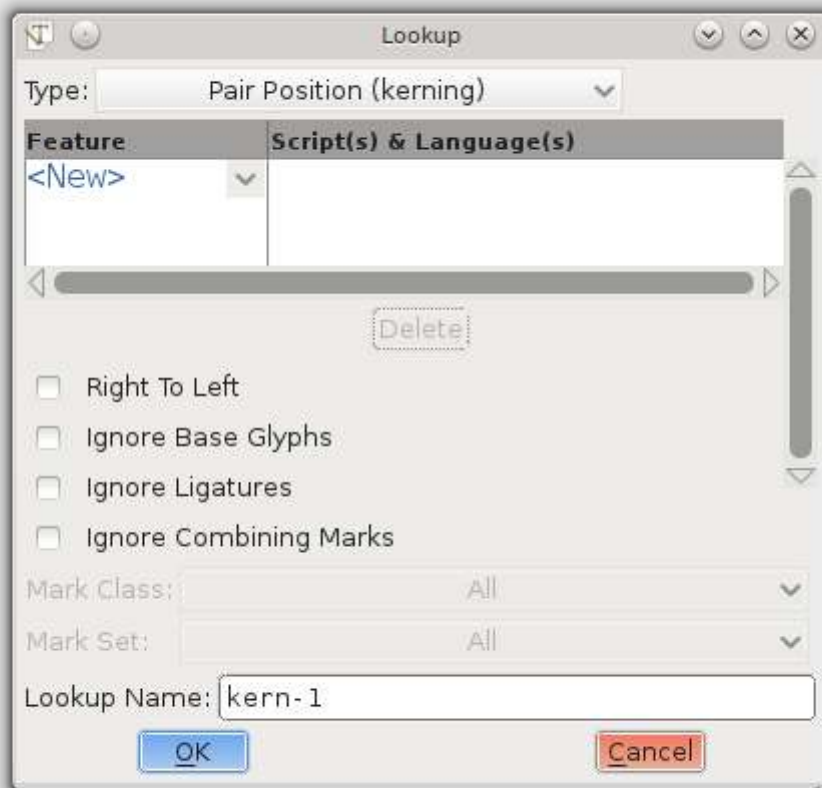 Lookup
Type: Pair Position (kerning)
Feature Script(s) & Language(s)
<New>
Delete
Right To Left
Ignore Base Glyphs
Ignore Ligatures
Ignore Combining Marks
Mark Class: All
Mark Set: All
Lookup Name: kern-1
OK Cancel